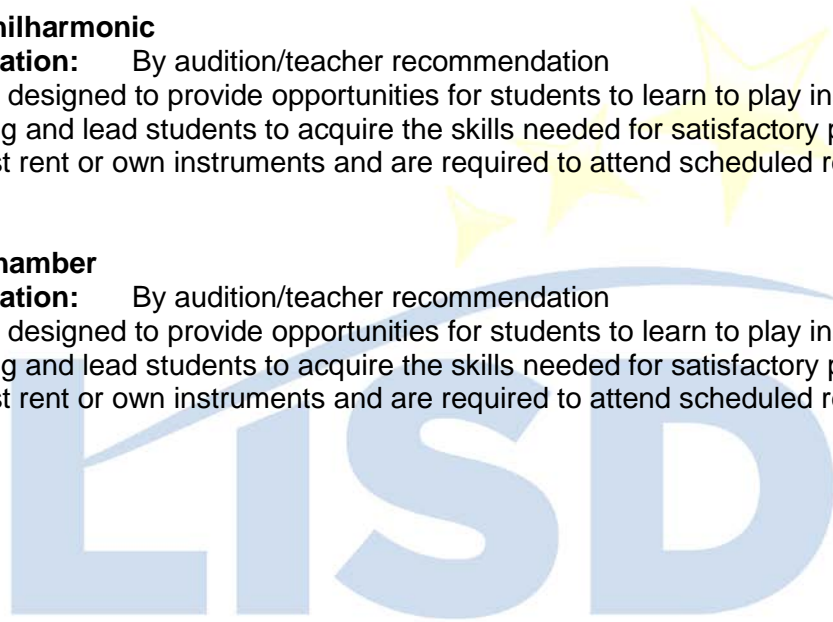 hilharmonic
ation: By audition/teacher recommendation
designed to provide opportunities for students to learn to play in
g and lead students to acquire the skills needed for satisfactory p
st rent or own instruments and are required to attend scheduled r
hamber
ation: By audition/teacher recommendation
designed to provide opportunities for students to learn to play in
g and lead students to acquire the skills needed for satisfactory p
st rent or own instruments and are required to attend scheduled r
LISD